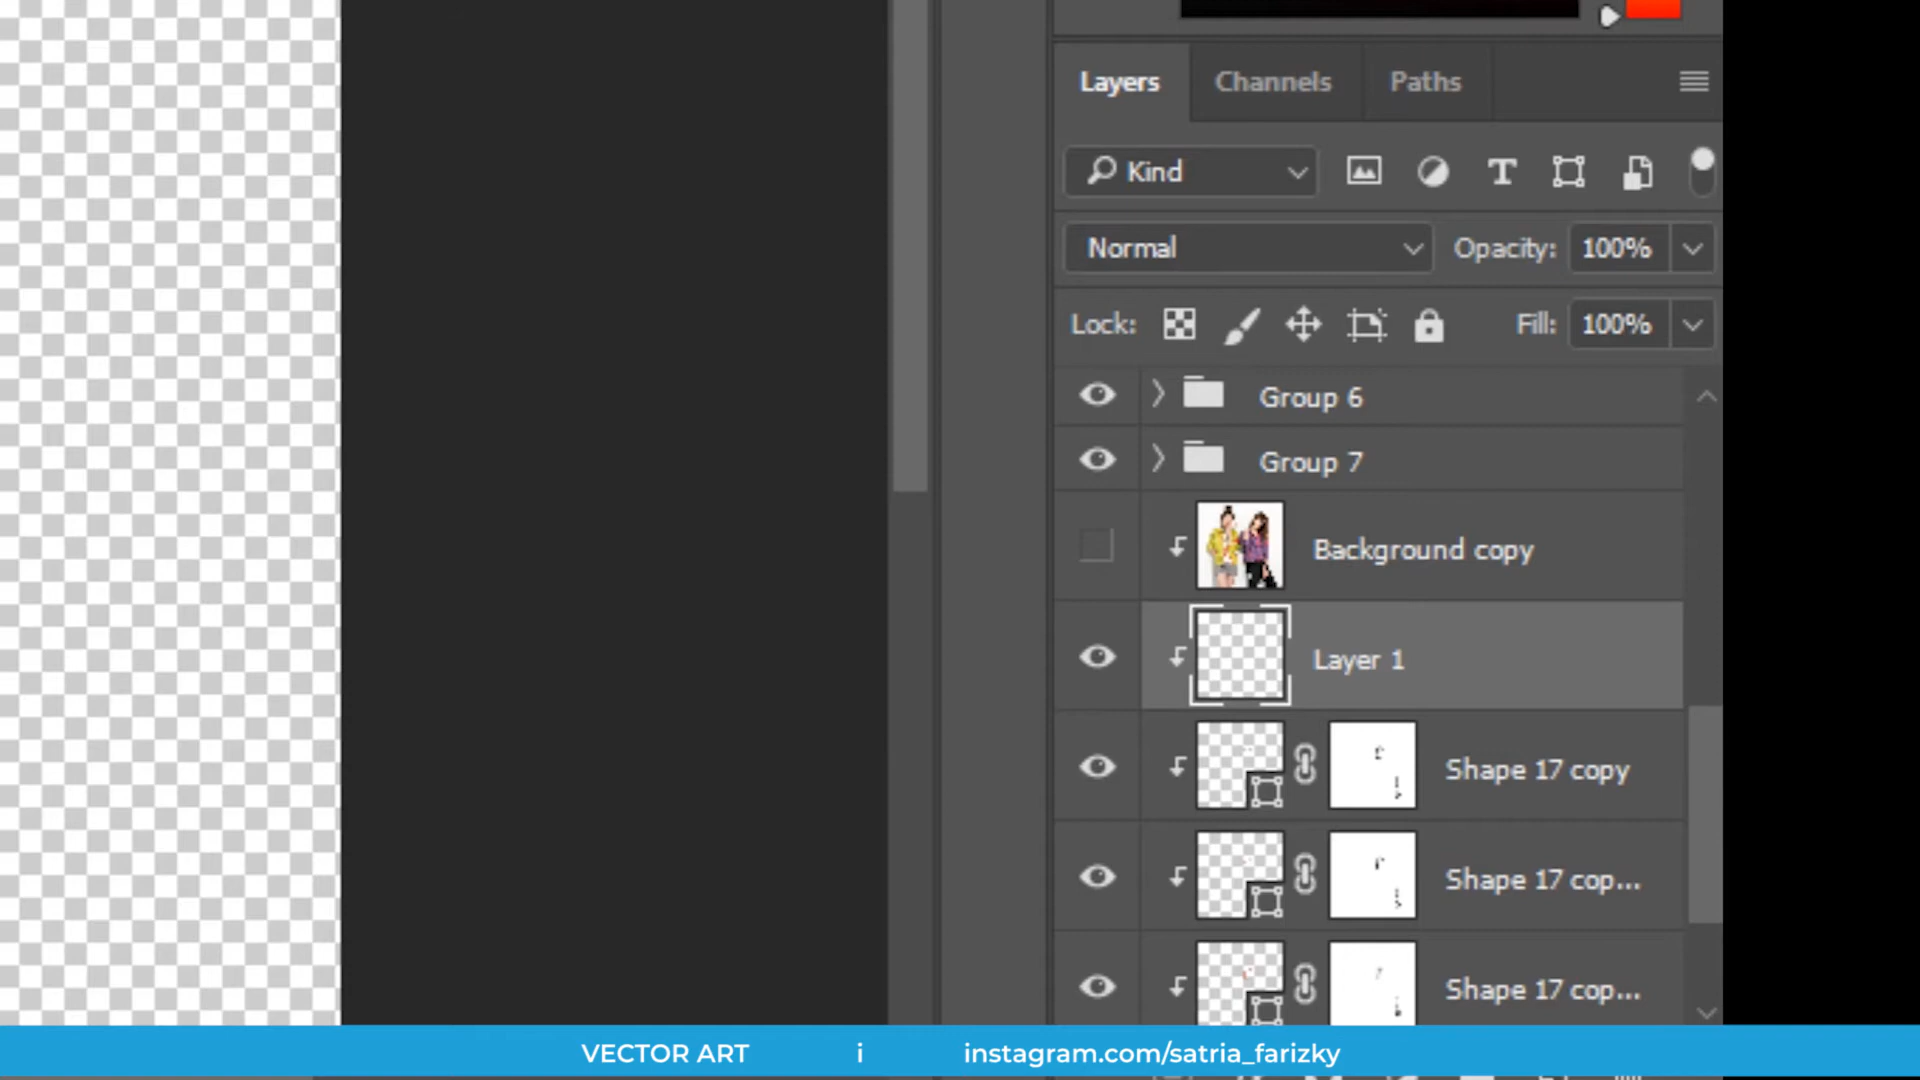 Layers Channels Paths
Kind
Normal Opacity: 100%
Lock: Fill: 100%
Group 6
Group 7
Background copy
Layer 1
Shape 17 copy
Shape 17 cop...
Shape 17 cop...
VECTOR ART i instagram.com/satria_farizky